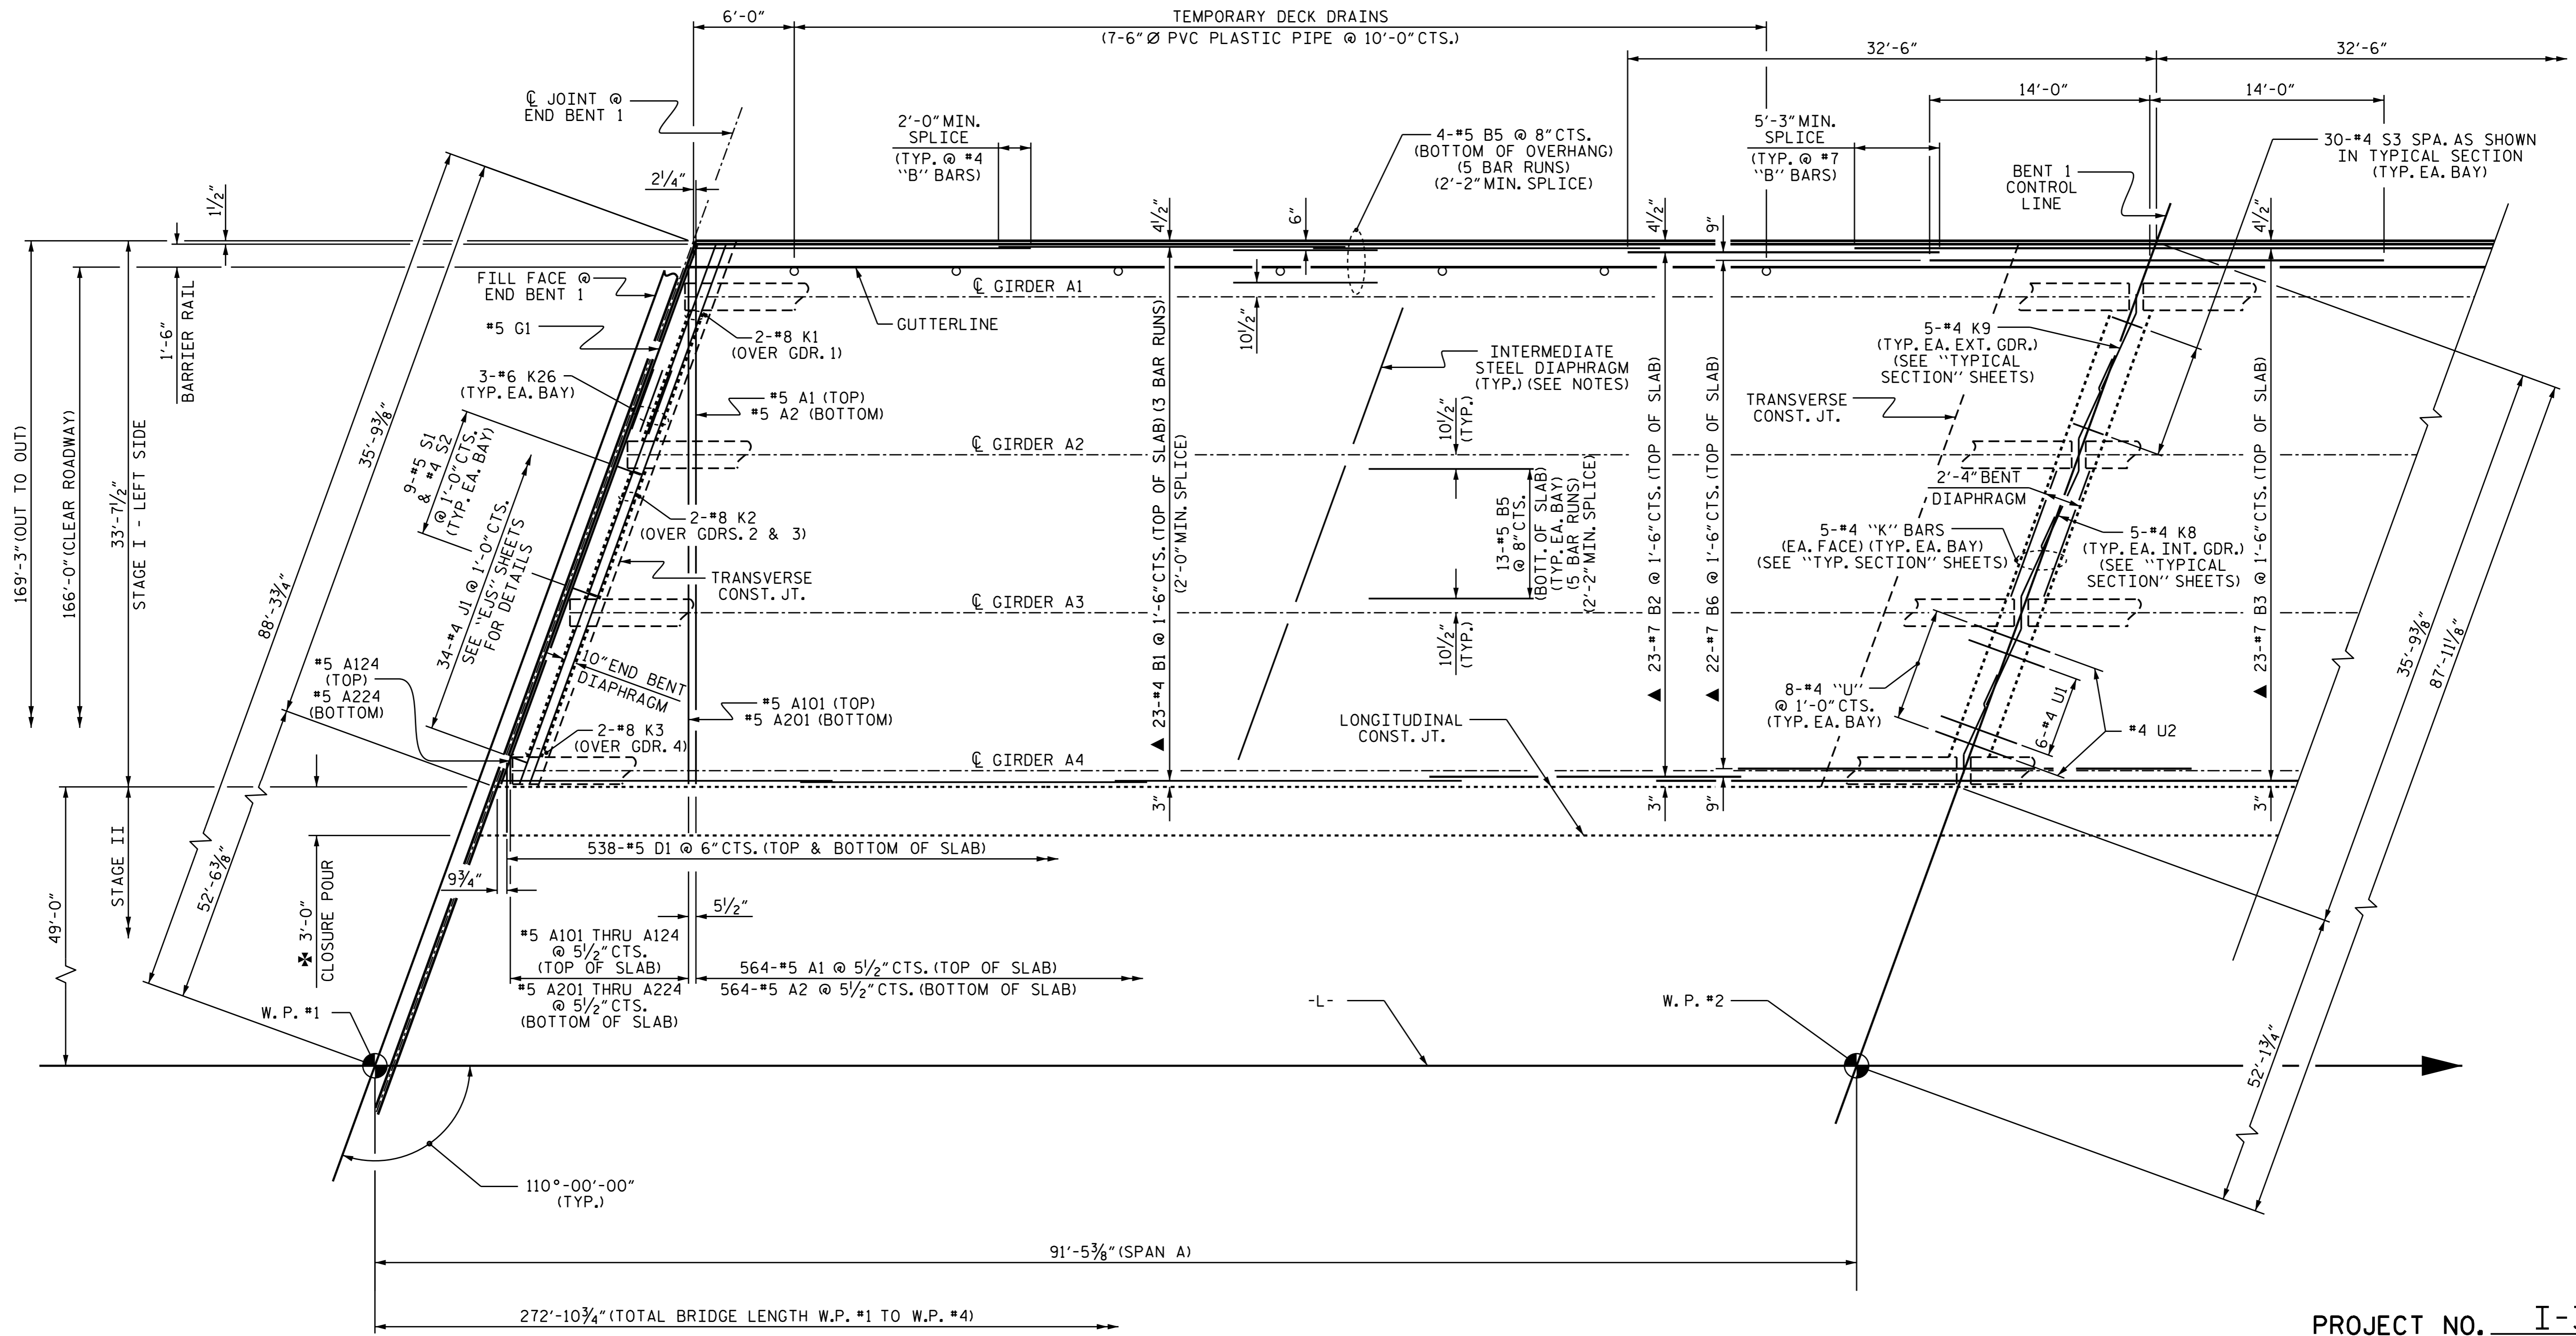 6'-0"
TEMPORARY DECK DRAINS
(7-6"Ø PVC PLASTIC PIPE @ 10'-0"CTS.)
32'-6"
32'-6"
14'-0"
14'-0"
℄ JOINT @
END BENT 1
2'-0"MIN.
SPLICE
(TYP. @ #4
"B" BARS)
4-#5 B5 @ 8"CTS.
(BOTTOM OF OVERHANG)
(5 BAR RUNS)
(2'-2"MIN. SPLICE)
5'-3"MIN.
SPLICE
(TYP. @ #7
"B" BARS)
BENT 1
CONTROL
LINE
30-#4 S3 SPA. AS SHOWN
IN TYPICAL SECTION
(TYP. EA. BAY)
2¼"
1½"
4½"
6"
4½"
9"
4½"
1'-6"
BARRIER RAIL
FILL FACE @
END BENT 1
℄ GIRDER A1
#5 G1
2-#8 K1
(OVER GDR. 1)
GUTTERLINE
10½"
INTERMEDIATE
STEEL DIAPHRAGM
(TYP.) (SEE NOTES)
5-#4 K9
(TYP. EA. EXT. GDR.)
(SEE "TYPICAL
SECTION" SHEETS)
3-#6 K26
(TYP. EA. BAY)
#5 A1 (TOP)
#5 A2 (BOTTOM)
TRANSVERSE
CONST. JT.
169'-3"(OUT TO OUT)
166'-0"(CLEAR ROADWAY)
33'-7½"
STAGE I - LEFT SIDE
88'-3¾"
35'-9⅜"
9-#5 S1
& #4 S2
@ 1'-0"CTS.
(TYP. EA. BAY)
34-#4 J1 @ 1'-0"CTS.
SEE "EJS" SHEETS
FOR DETAILS
℄ GIRDER A2
10½"
(TYP.)
2-#8 K2
(OVER GDRS. 2 & 3)
TRANSVERSE
CONST. JT.
23-#4 B1 @ 1'-6"CTS. (TOP OF SLAB) (3 BAR RUNS)
(2'-0"MIN. SPLICE)
13-#5 B5
@ 8"CTS.
(BOTT. OF SLAB)
(TYP. EA. BAY)
(5 BAR RUNS)
(2'-2"MIN. SPLICE)
23-#7 B2 @ 1'-6"CTS. (TOP OF SLAB)
22-#7 B6 @ 1'-6"CTS. (TOP OF SLAB)
23-#7 B3 @ 1'-6"CTS. (TOP OF SLAB)
2'-4"BENT
DIAPHRAGM
5-#4 "K" BARS
(EA. FACE) (TYP. EA. BAY)
(SEE "TYP. SECTION" SHEETS)
5-#4 K8
(TYP. EA. INT. GDR.)
(SEE "TYPICAL
SECTION" SHEETS)
35'-9⅜"
87'-11⅛"
℄ GIRDER A3
10½"
(TYP.)
10"END BENT
DIAPHRAGM
#5 A124
(TOP)
#5 A224
(BOTTOM)
#5 A101 (TOP)
#5 A201 (BOTTOM)
2-#8 K3
(OVER GDR. 4)
℄ GIRDER A4
LONGITUDINAL
CONST. JT.
8-#4 "U"
@ 1'-0"CTS.
(TYP. EA. BAY)
6-#4 U1
#4 U2
3"
3"
9"
3"
STAGE II
49'-0"
52'-6⅜"
3'-0"
CLOSURE POUR
538-#5 D1 @ 6"CTS. (TOP & BOTTOM OF SLAB)
9¾"
5½"
#5 A101 THRU A124
@ 5½"CTS.
(TOP OF SLAB)
#5 A201 THRU A224
@ 5½"CTS.
(BOTTOM OF SLAB)
564-#5 A1 @ 5½"CTS. (TOP OF SLAB)
564-#5 A2 @ 5½"CTS. (BOTTOM OF SLAB)
W.P. #1
-L-
W.P. #2
52'-1¾"
110°-00'-00"
(TYP.)
91'-5⅜"(SPAN A)
272'-10¾"(TOTAL BRIDGE LENGTH W.P. #1 TO W.P. #4)
PROJECT NO.